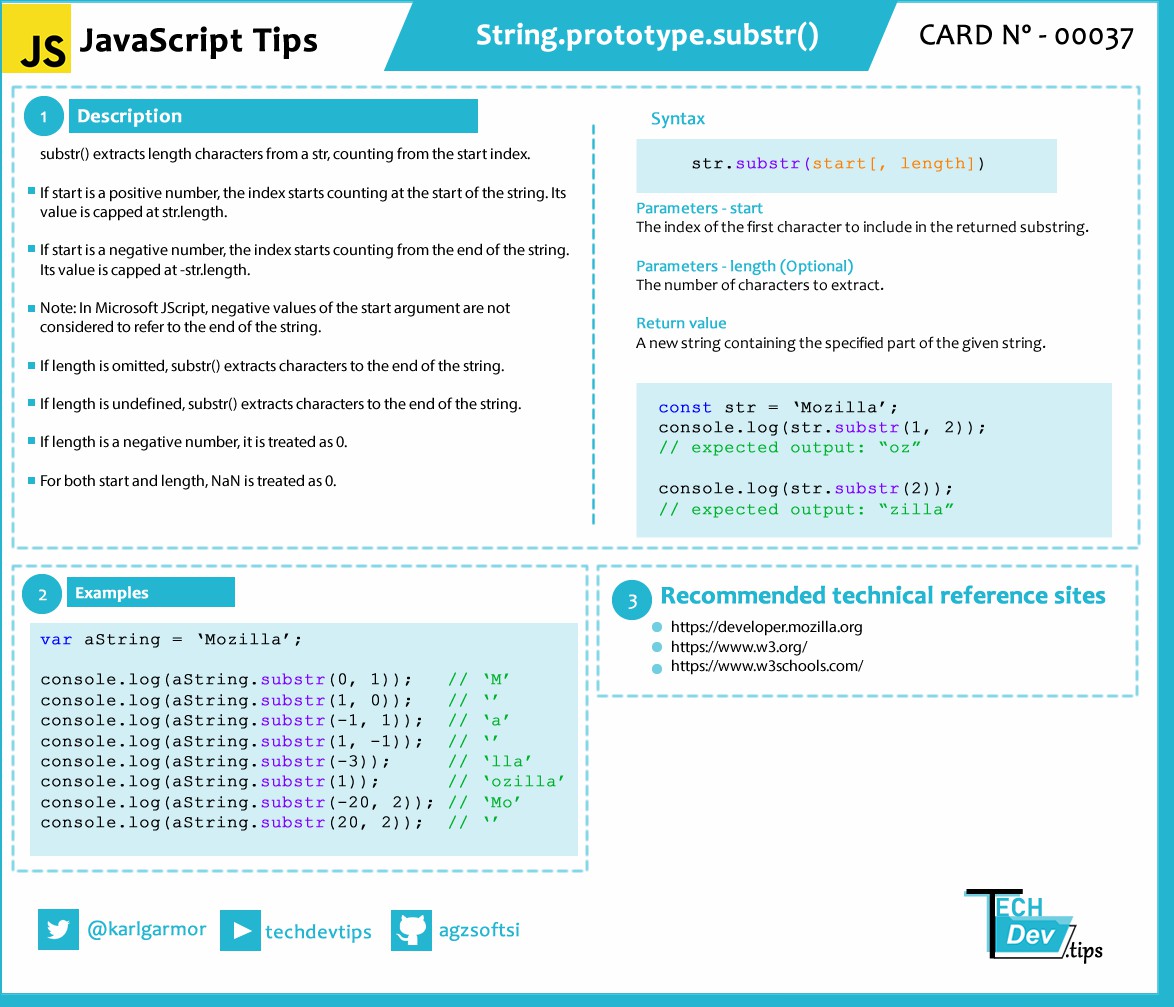 JS JavaScript Tips
String.prototype.substr()
CARD Nº - 00037
1 Description
substr() extracts length characters from a str, counting from the start index.
If start is a positive number, the index starts counting at the start of the string. Its
value is capped at str.length.
If start is a negative number, the index starts counting from the end of the string.
Its value is capped at -str.length.
Note: In Microsoft JScript, negative values of the start argument are not
considered to refer to the end of the string.
If length is omitted, substr() extracts characters to the end of the string.
If length is undefined, substr() extracts characters to the end of the string.
If length is a negative number, it is treated as 0.
For both start and length, NaN is treated as 0.
Syntax
str.substr(start[, length])
Parameters - start
The index of the first character to include in the returned substring.
Parameters - length (Optional)
The number of characters to extract.
Return value
A new string containing the specified part of the given string.
const str = ‘Mozilla’;
console.log(str.substr(1, 2));
// expected output: “oz”
console.log(str.substr(2));
// expected output: “zilla”
2 Examples
var aString = ‘Mozilla’;
console.log(aString.substr(0, 1)); // ‘M’
console.log(aString.substr(1, 0)); // ‘’
console.log(aString.substr(-1, 1)); // ‘a’
console.log(aString.substr(1, -1)); // ‘’
console.log(aString.substr(-3)); // ‘lla’
console.log(aString.substr(1)); // ‘ozilla’
console.log(aString.substr(-20, 2)); // ‘Mo’
console.log(aString.substr(20, 2)); // ‘’
3 Recommended technical reference sites
https://developer.mozilla.org
https://www.w3.org/
https://www.w3schools.com/
@karlgarmor
techdevtips
agzsoftsi
TECH
Dev
.tips